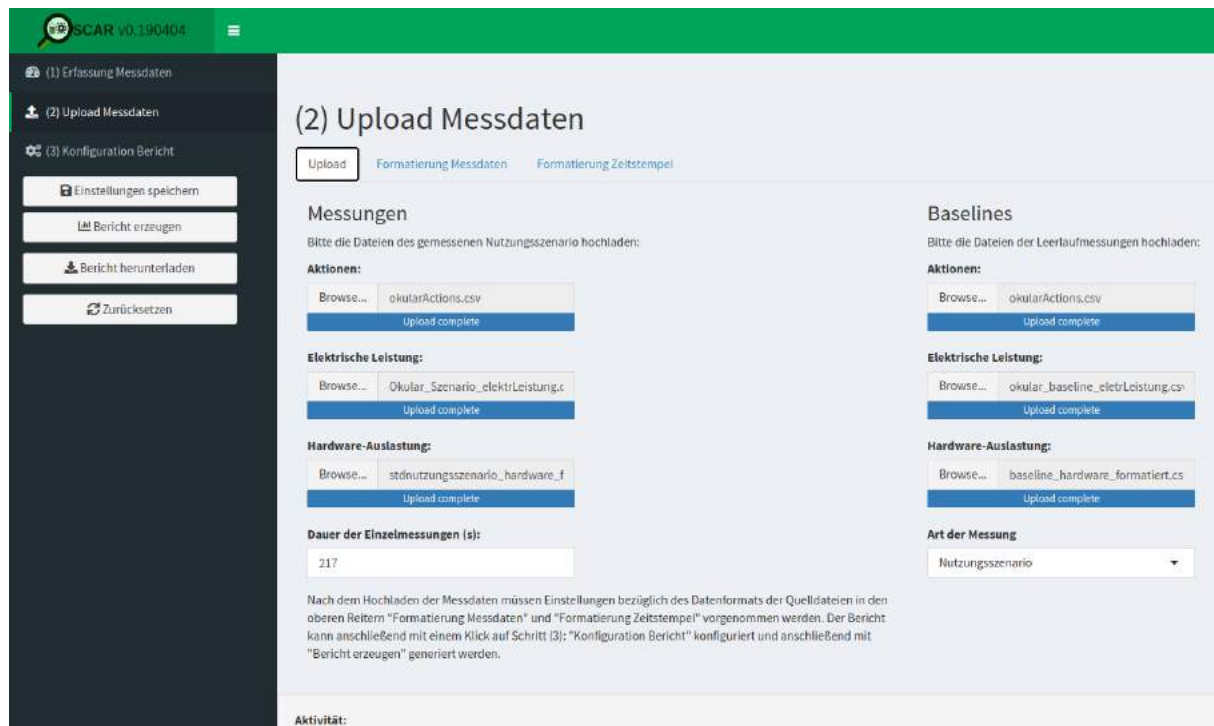 OSCAR v0.190404
(1) Erfassung Messdaten
(2) Upload Messdaten
(3) Konfiguration Bericht
Einstellungen speichern
Bericht erzeugen
Bericht herunterladen
Zurücksetzen
(2) Upload Messdaten
Upload Formatierung Messdaten Formatierung Zeitstempel
Messungen
Bitte die Dateien des gemessenen Nutzungsszenario hochladen:
Aktionen:
Browse... okularActions.csv
Upload complete
Elektrische Leistung:
Browse... Okular_Szenario_elektrLeistung.c
Upload complete
Hardware-Auslastung:
Browse... stdnutzungsszenario_hardware_f
Upload complete
Dauer der Einzelmessungen (s):
217
Nach dem Hochladen der Messdaten müssen Einstellungen bezüglich des Datenformats der Quelldateien in den
oberen Reitern "Formatierung Messdaten" und "Formatierung Zeitstempel" vorgenommen werden. Der Bericht
kann anschließend mit einem Klick auf Schritt (3): "Konfiguration Bericht" konfiguriert und anschließend mit
"Bericht erzeugen" generiert werden.
Baselines
Bitte die Dateien der Leerlaufmessungen hochladen:
Aktionen:
Browse... okularActions.csv
Upload complete
Elektrische Leistung:
Browse... okular_baseline_eletrLeistung.csv
Upload complete
Hardware-Auslastung:
Browse... baseline_hardware_formatiert.cs
Upload complete
Art der Messung
Nutzungsszenario
Aktivität: